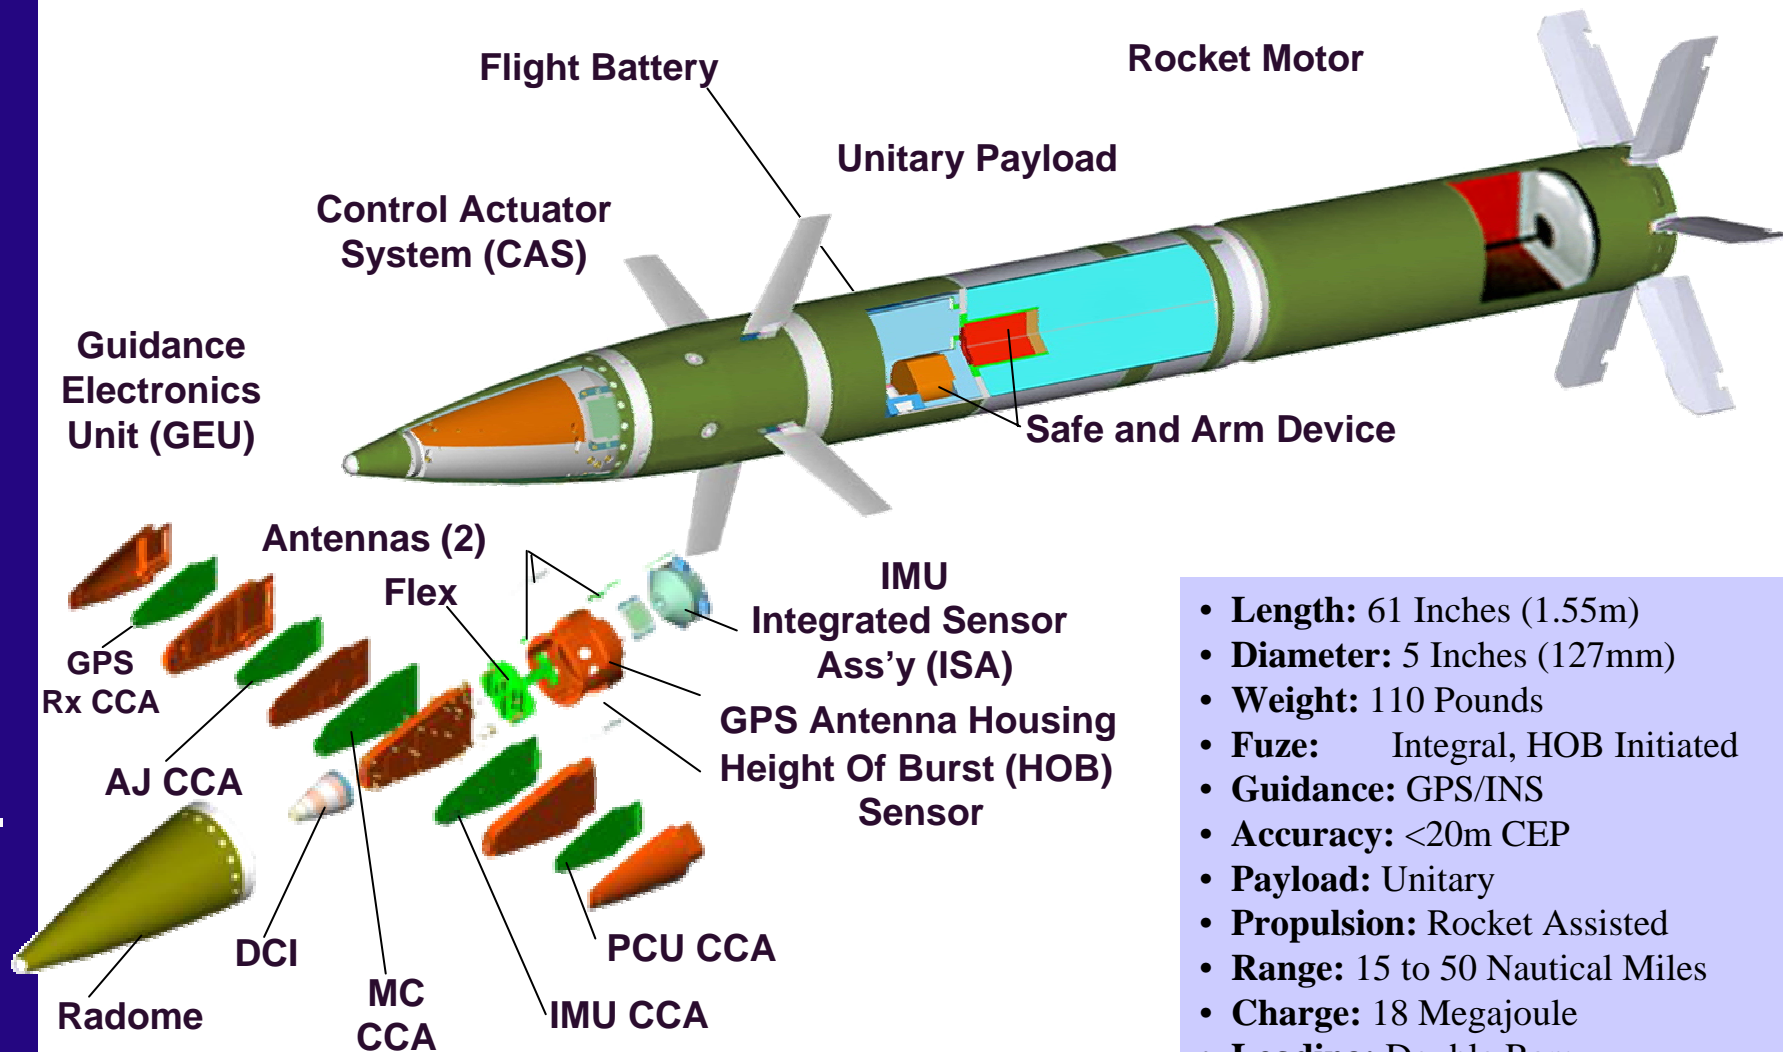 Flight Battery
Rocket Motor
Unitary Payload
Control Actuator
System (CAS)
Guidance
Electronics
Unit (GEU)
Safe and Arm Device
Antennas (2)
Flex
IMU
Integrated Sensor
Ass'y (ISA)
GPS
Rx CCA
GPS Antenna Housing
Height Of Burst (HOB)
Sensor
AJ CCA
DCI
PCU CCA
MC
CCA
IMU CCA
Radome
• Length: 61 Inches (1.55m)
• Diameter: 5 Inches (127mm)
• Weight: 110 Pounds
• Fuze: Integral, HOB Initiated
• Guidance: GPS/INS
• Accuracy: <20m CEP
• Payload: Unitary
• Propulsion: Rocket Assisted
• Range: 15 to 50 Nautical Miles
• Charge: 18 Megajoule
• Loading: Double Ram